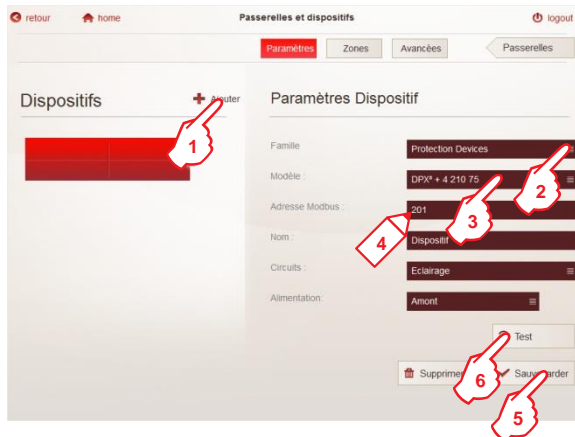 retour home Passerelles et dispositifs logout
Paramètres Zones Avancées Passerelles
Dispositifs Ajouter Paramètres Dispositif
1
Famille Protection Devices
2
Modèle : DPX³ + 4 210 75
3
Adresse Modbus : 201
4
Nom : Dispositif
Circuits : Eclairage
Alimentation: Amont
Test
6
Supprimer Sauvegarder
5